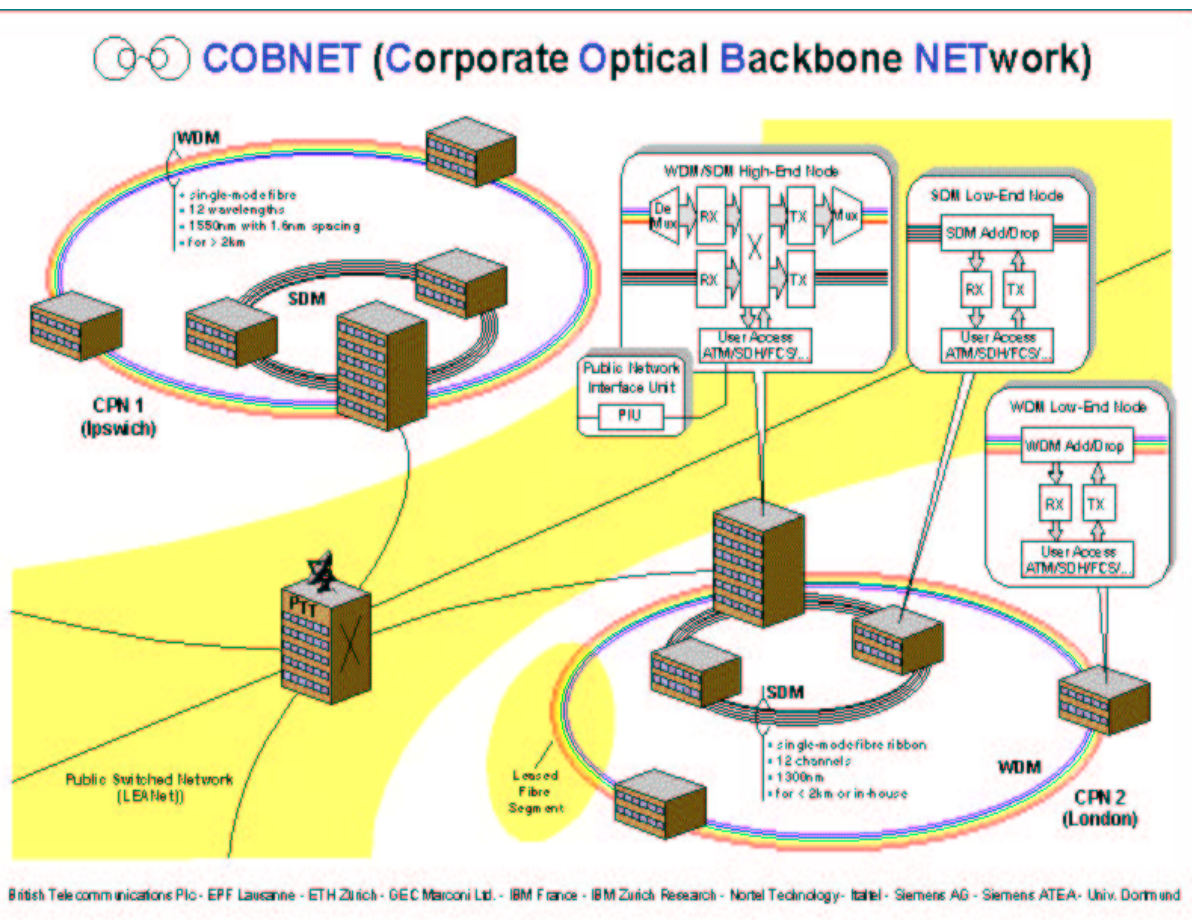 COBNET (Corporate Optical Backbone NETwork)
WDM
• single-mode fibre
• 12 wavelengths
• 1550nm with 1.6nm spacing
• for > 2km
SDM
CPN 1
(Ipswich)
WDM/SDM High-End Node
De
Mux
RX
TX
Mux
RX
TX
User Access
ATM/SDH/FCS/...
Public Network
Interface Unit
PIU
SDM Low-End Node
SDM Add/Drop
RX
TX
User Access
ATM/SDH/FCS/...
WDM Low-End Node
WDM Add/Drop
RX
TX
User Access
ATM/SDH/FCS/...
PTT
Public Switched Network
(LEANet))
Leased
Fibre
Segment
SDM
• single-mode fibre ribbon
• 12 channels
• 1300nm
• for < 2km or in-house
WDM
CPN 2
(London)
British Telecommunications Plc - EPF Lausanne - ETH Zürich - GEC Marconi Ltd. - IBM France - IBM Zurich Research - Nortel Technology - Italtel - Siemens AG - Siemens ATEA - Univ. Dortmund